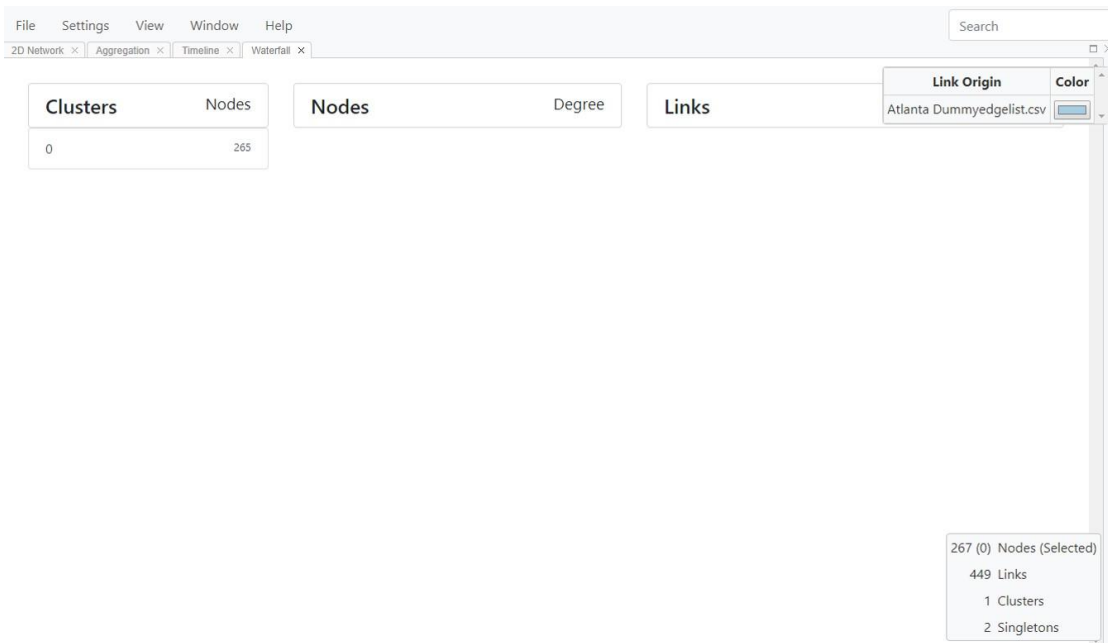 File Settings View Window Help Search
2D Network × Aggregation × Timeline × Waterfall ×
Link Origin Color
Clusters Nodes Nodes Degree Links
Atlanta Dummyedgelist.csv
0 265
267 (0) Nodes (Selected)
449 Links
1 Clusters
2 Singletons